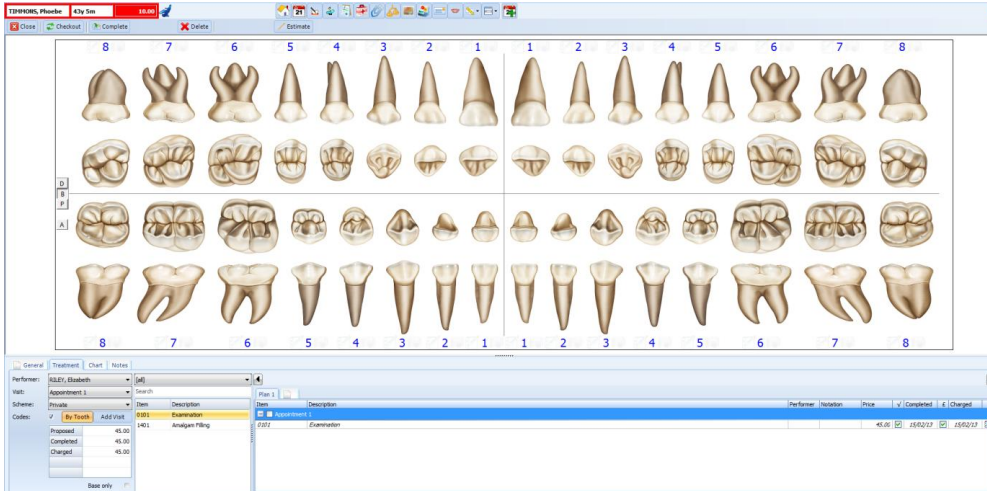 TIMMONS, Phoebe 43y 5m 10.00
21
Close Checkout Complete Delete Estimate
8 7 6 5 4 3 2 1 1 2 3 4 5 6 7 8
D
B
P
A
8 7 6 5 4 3 2 1 1 2 3 4 5 6 7 8
General Treatment Chart Notes
Performer: RILEY, Elizabeth [all]
Visit: Appointment 1 Search Plan 1
Scheme: Private Item Description Item Description Performer Notation Price √ Completed £ Charged
Codes: By Tooth Add Visit 0101 Examination Appointment 1
1401 Amalgam Filling 0101 Examination 45.00 15/02/13 15/02/13
Proposed 45.00
Completed 45.00
Charged 45.00
Base only